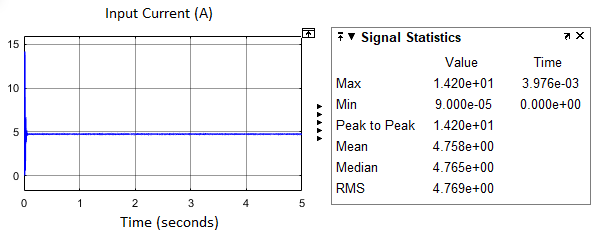 Input Current (A)
15
10
5
0
0 1 2 3 4 5
Time (seconds)
Signal Statistics
Value Time
Max 1.420e+01 3.976e-03
Min 9.000e-05 0.000e+00
Peak to Peak 1.420e+01
Mean 4.758e+00
Median 4.765e+00
RMS 4.769e+00